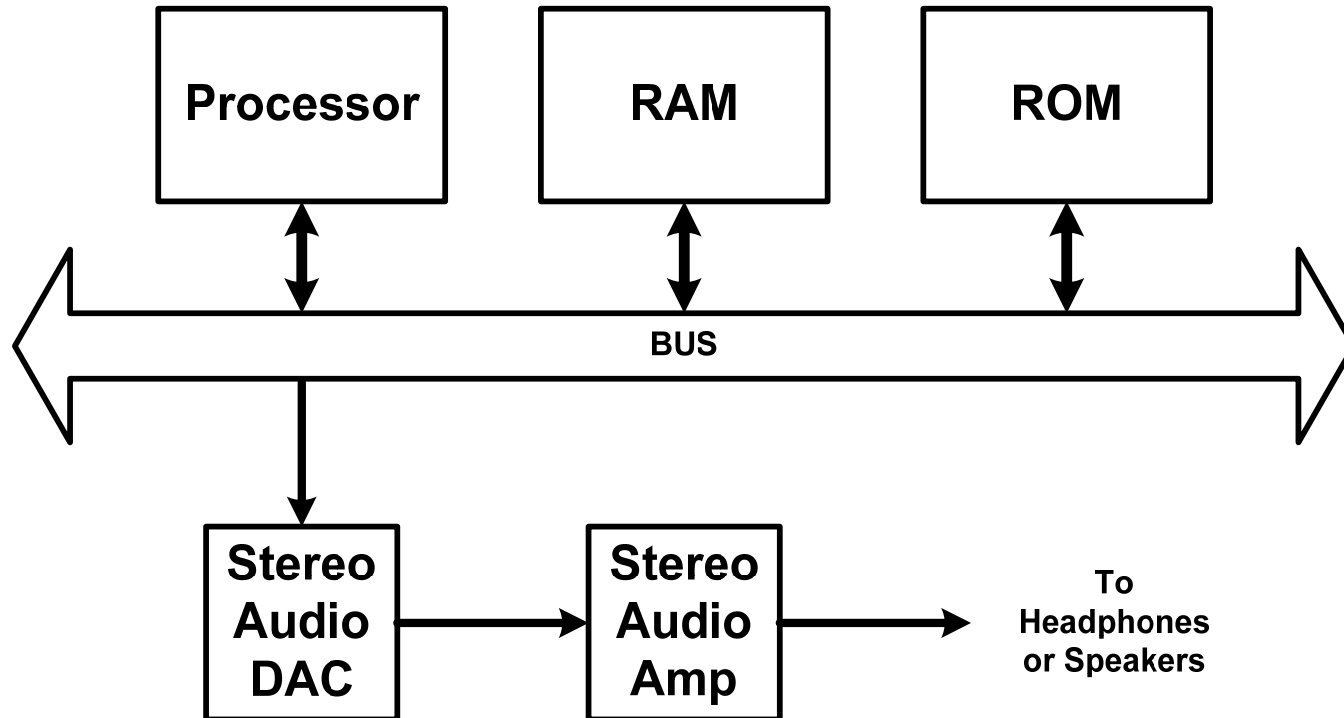 Processor
RAM
ROM
BUS
Stereo
Audio
DAC
Stereo
Audio
Amp
To
Headphones
or Speakers